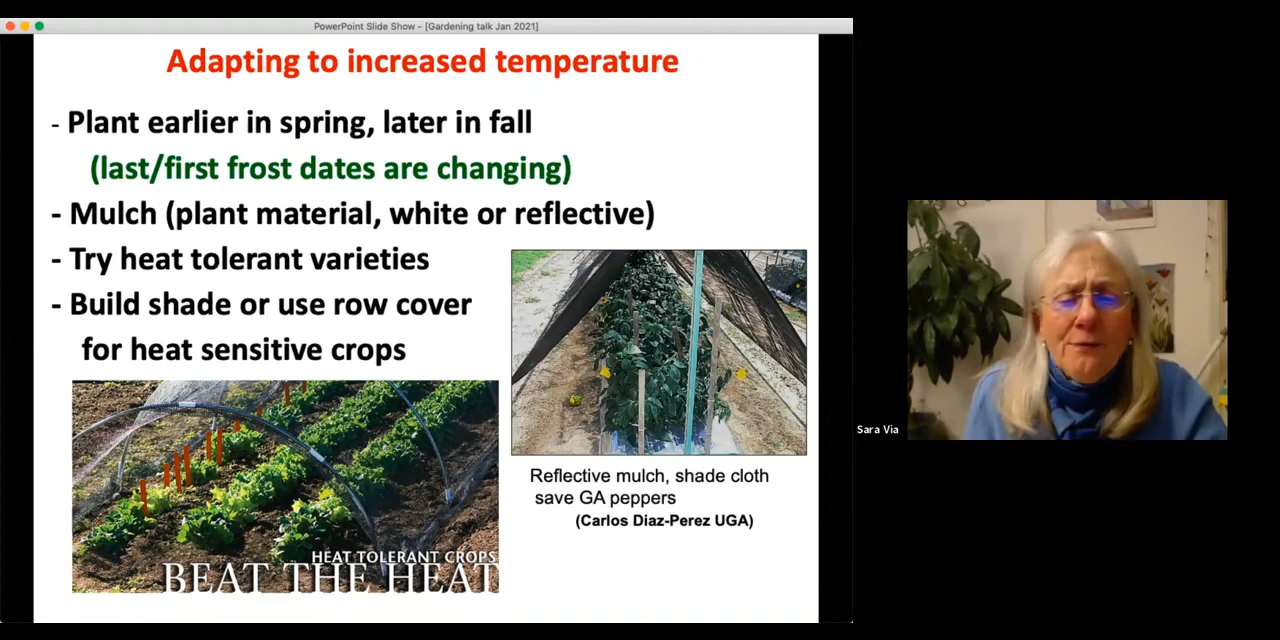 PowerPoint Slide Show - [Gardening talk Jan 2021]
Adapting to increased temperature
- Plant earlier in spring, later in fall
(last/first frost dates are changing)
- Mulch (plant material, white or reflective)
- Try heat tolerant varieties
- Build shade or use row cover
for heat sensitive crops
HEAT TOLERANT CROPS
BEAT THE HEAT
Reflective mulch, shade cloth
save GA peppers
(Carlos Diaz-Perez UGA)
Sara Via